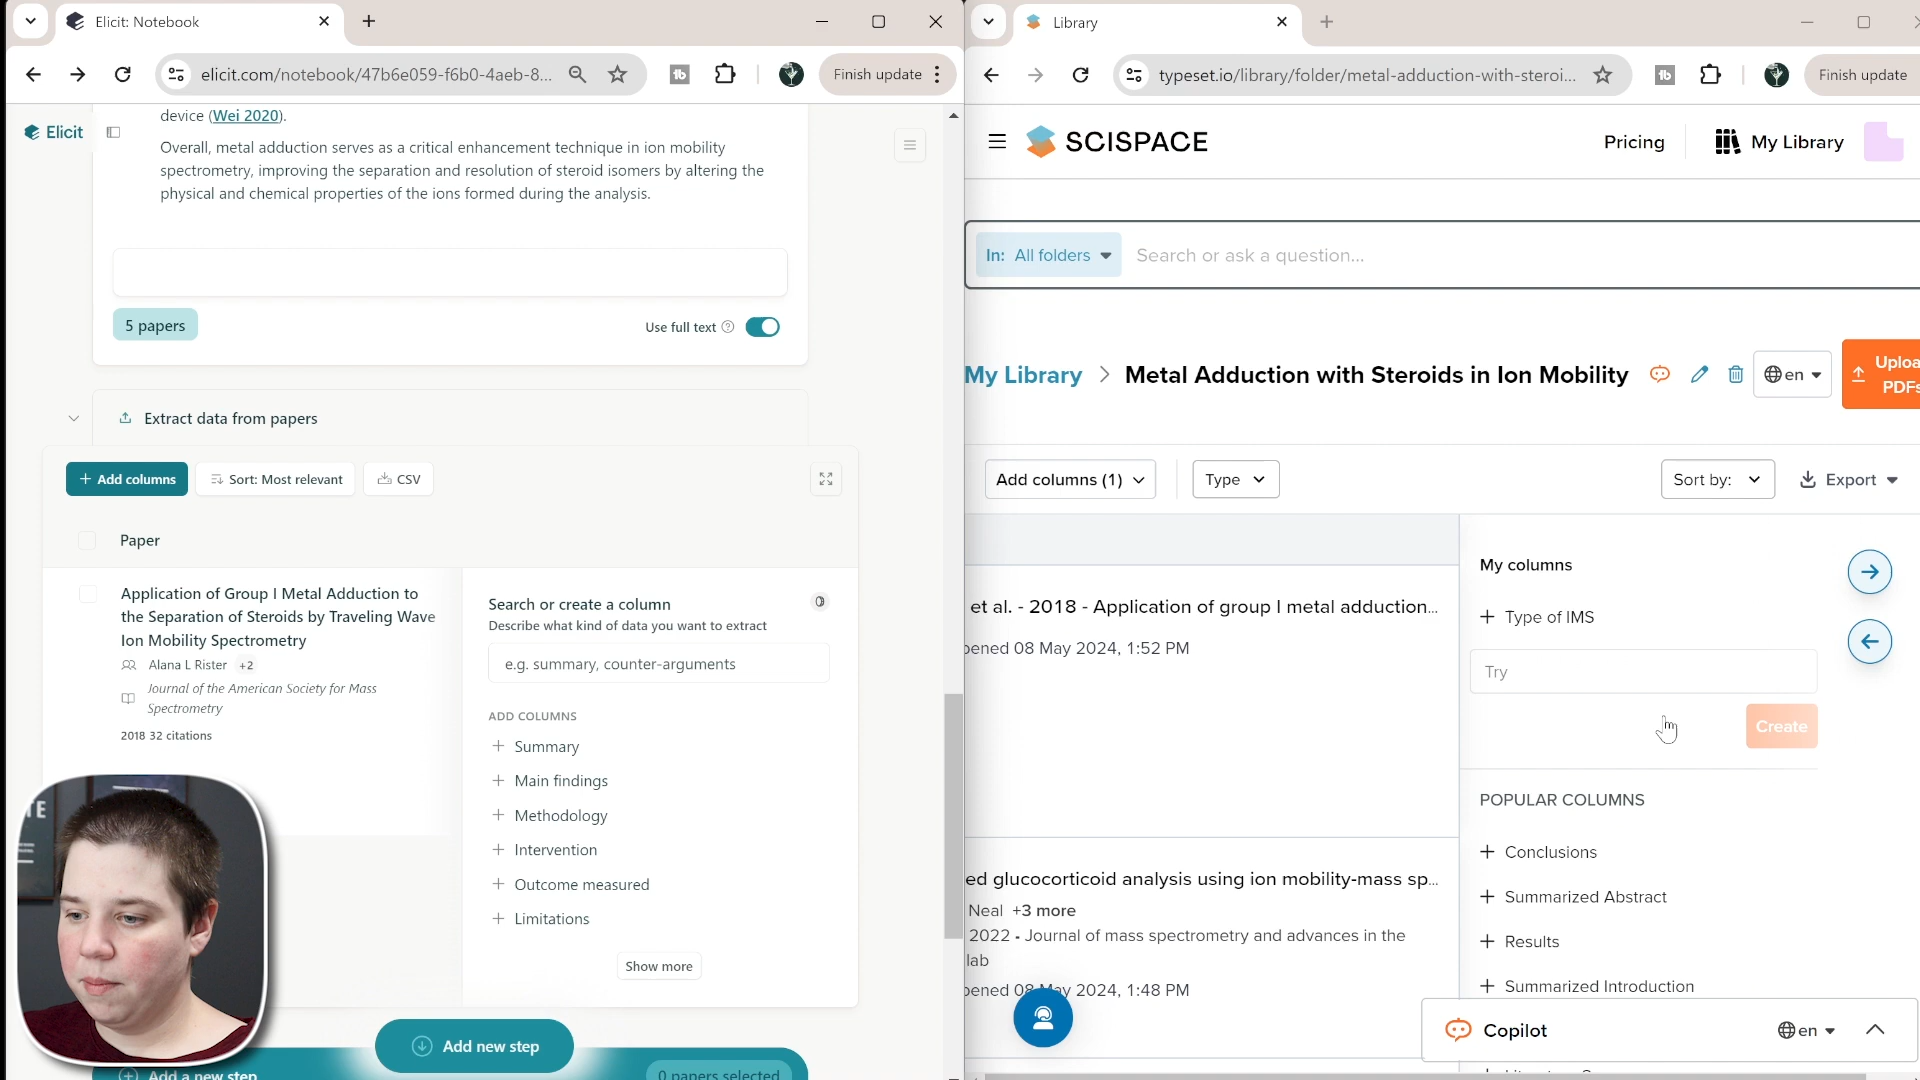 Elicit: Notebook
elicit.com/notebook/47b6e059-f6b0-4aeb-8...
Finish update
Elicit
device (Wei 2020).
Overall, metal adduction serves as a critical enhancement technique in ion mobility
spectrometry, improving the separation and resolution of steroid isomers by altering the
physical and chemical properties of the ions formed during the analysis.
5 papers
Use full text
Extract data from papers
Add columns
Sort: Most relevant
CSV
Paper
Application of Group I Metal Adduction to
the Separation of Steroids by Traveling Wave
Ion Mobility Spectrometry
Alana L Rister +2
Journal of the American Society for Mass
Spectrometry
2018 32 citations
Search or create a column
Describe what kind of data you want to extract
e.g. summary, counter-arguments
ADD COLUMNS
+ Summary
+ Main findings
+ Methodology
+ Intervention
+ Outcome measured
+ Limitations
Show more
Add new step
Add a new step
0 papers selected
Library
typeset.io/library/folder/metal-adduction-with-steroi...
Finish update
SCISPACE
Pricing
My Library
In: All folders
Search or ask a question...
My Library > Metal Adduction with Steroids in Ion Mobility
en
Uploa
PDFs
Add columns (1)
Type
Sort by:
Export
et al. - 2018 - Application of group I metal adduction...
pened 08 May 2024, 1:52 PM
ed glucocorticoid analysis using ion mobility-mass sp...
Neal +3 more
2022 - Journal of mass spectrometry and advances in the
lab
pened 08 May 2024, 1:48 PM
My columns
+ Type of IMS
Try
Create
POPULAR COLUMNS
+ Conclusions
+ Summarized Abstract
+ Results
+ Summarized Introduction
Copilot
en